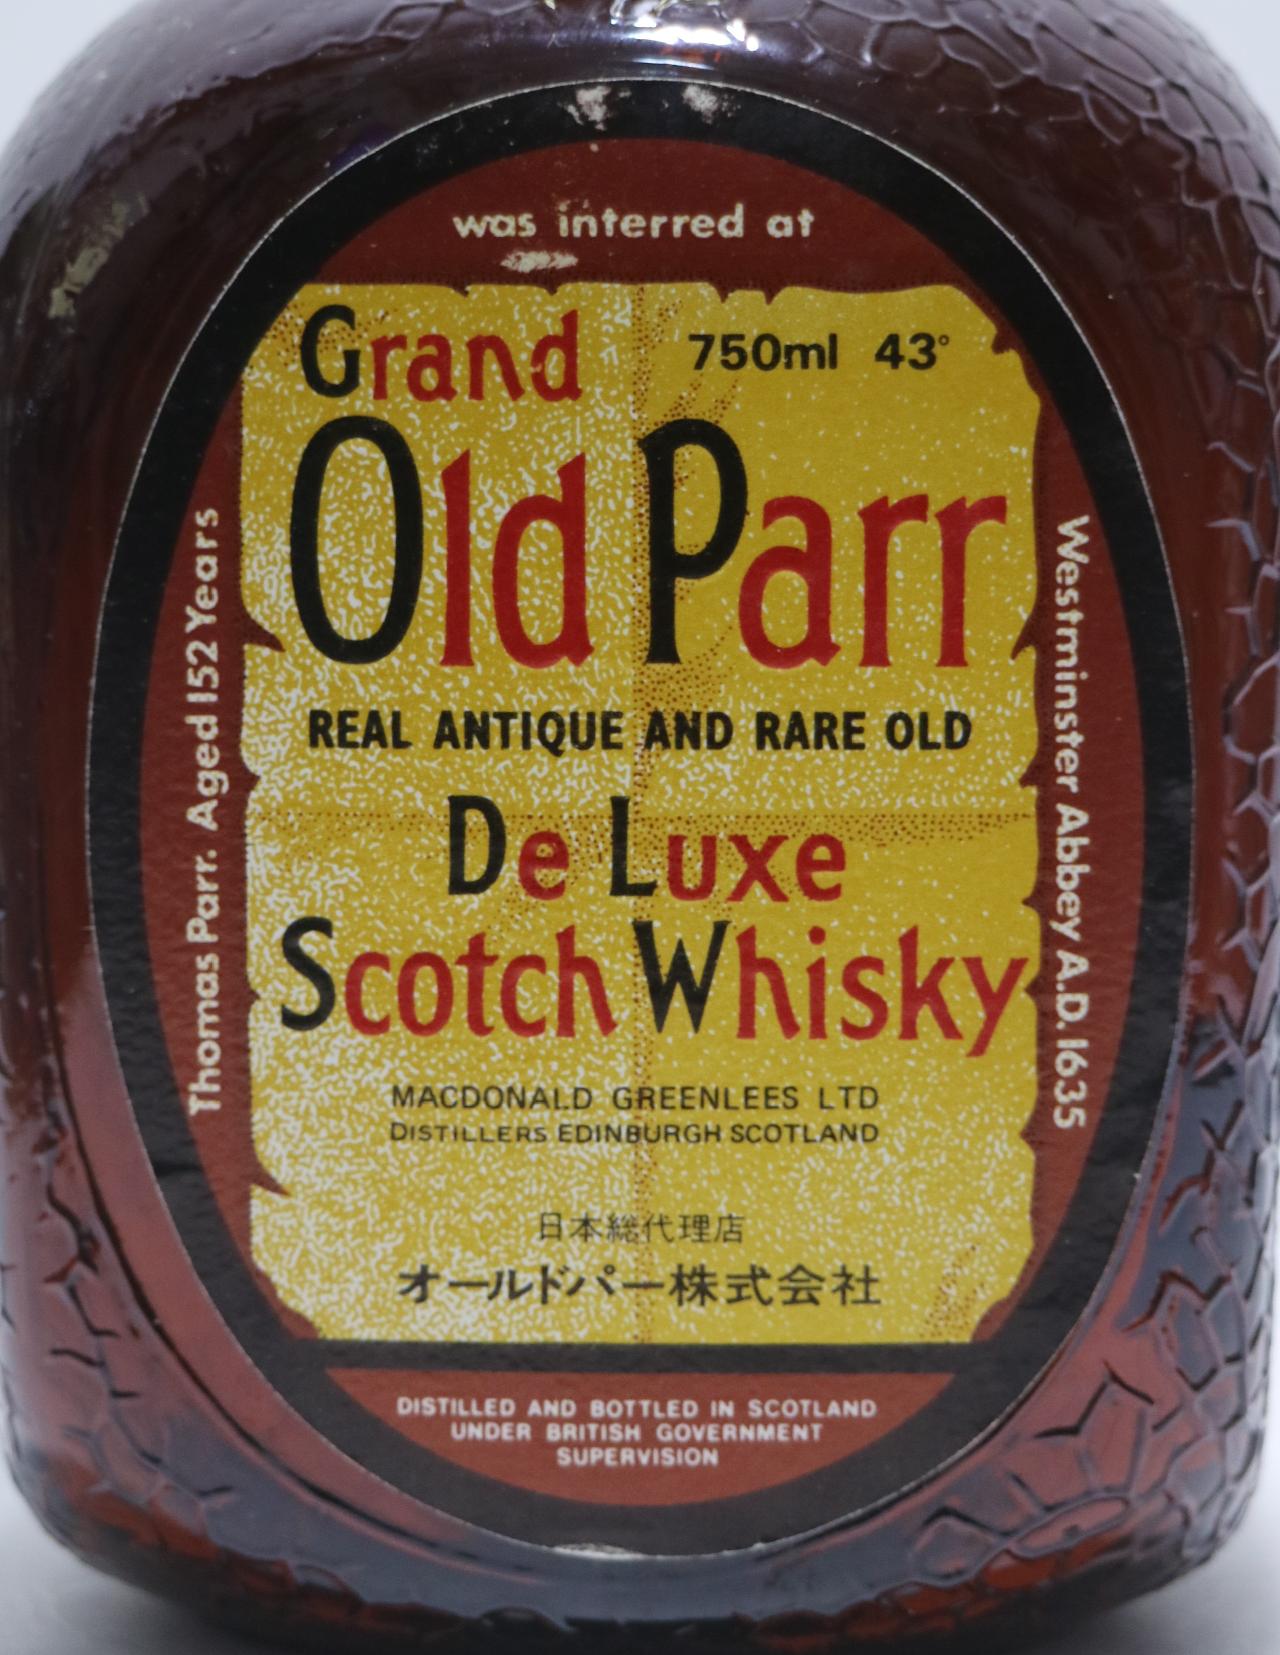 was interred at
Thomas Parr. Aged 152 Years
Westminster Abbey A.D. 1635
Grand
750ml 43°
Old Parr
REAL ANTIQUE AND RARE OLD
De Luxe
Scotch Whisky
MACDONALD GREENLEES LTD
DISTILLERS EDINBURGH SCOTLAND
日本総代理店
オールドパー株式会社
DISTILLED AND BOTTLED IN SCOTLAND
UNDER BRITISH GOVERNMENT
SUPERVISION